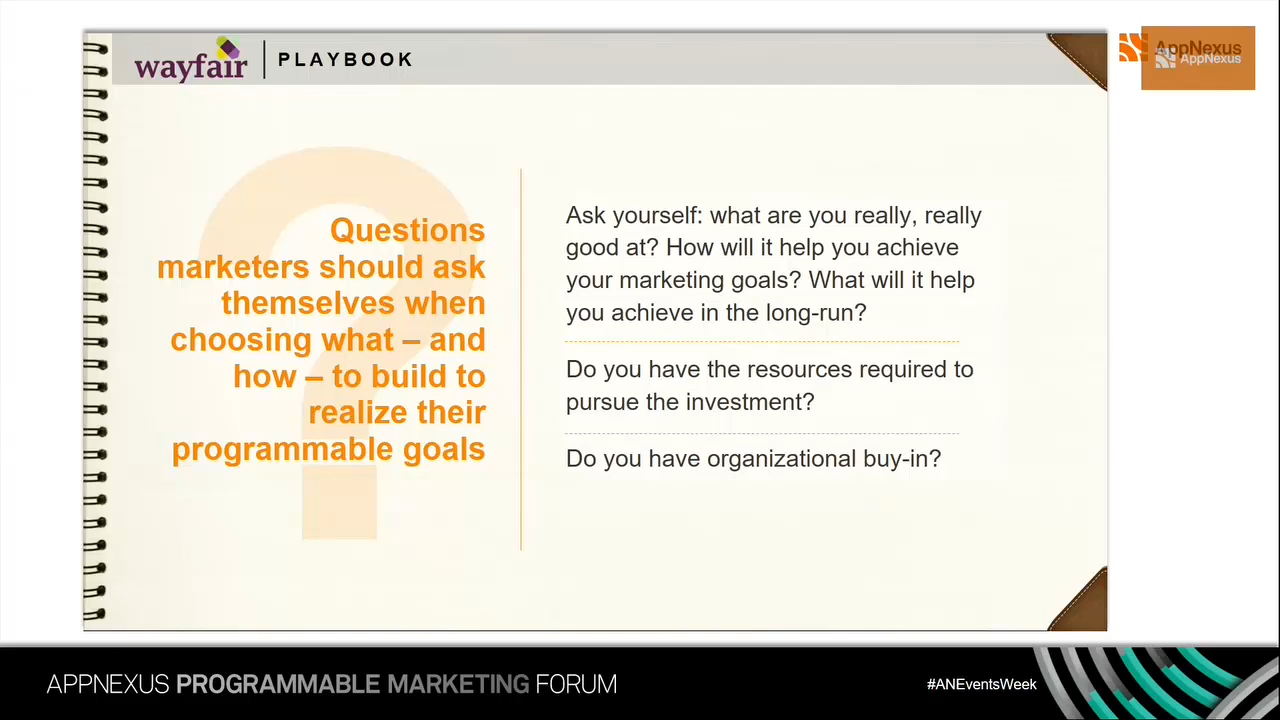 wayfair PLAYBOOK
AppNexus
AppNexus
Questions
marketers should ask
themselves when
choosing what – and
how – to build to
realize their
programmable goals
?
Ask yourself: what are you really, really
good at? How will it help you achieve
your marketing goals? What will it help
you achieve in the long-run?
Do you have the resources required to
pursue the investment?
Do you have organizational buy-in?
APPNEXUS PROGRAMMABLE MARKETING FORUM
#ANEventsWeek